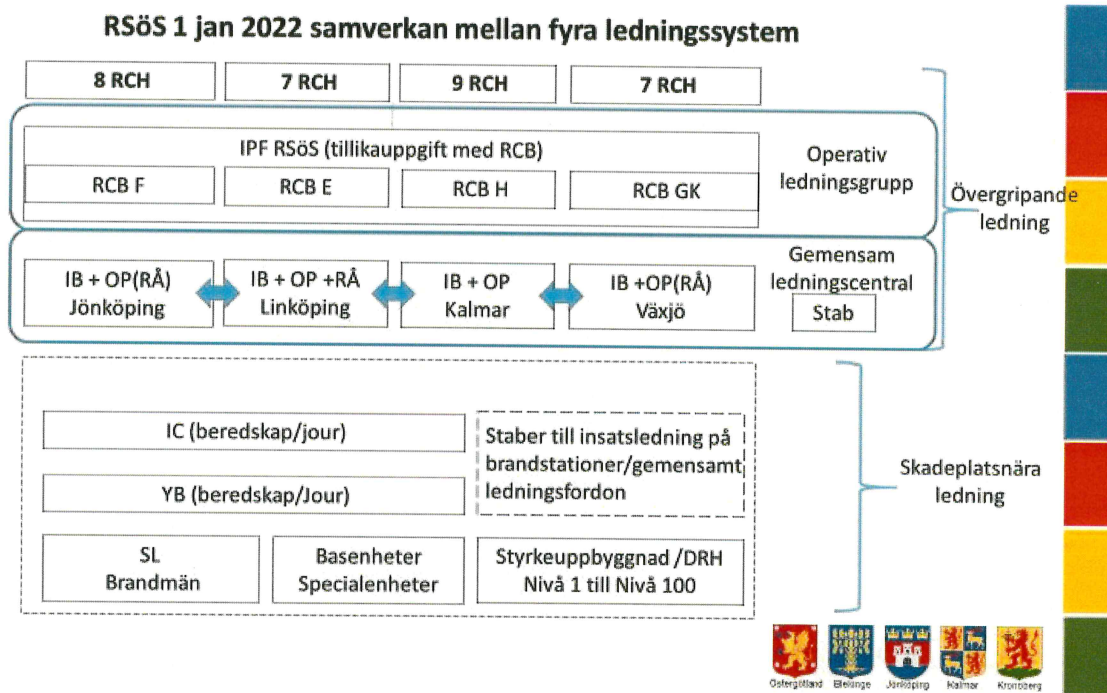 RSöS 1 jan 2022 samverkan mellan fyra ledningssystem
8 RCH
7 RCH
9 RCH
7 RCH
IPF RSöS (tillikauppgift med RCB)
RCB F
RCB E
RCB H
RCB GK
Operativ
ledningsgrupp
Övergripande
ledning
IB + OP(RÅ)
Jönköping
IB + OP +RÅ
Linköping
IB + OP
Kalmar
IB +OP(RÅ)
Växjö
Gemensam
ledningscentral
Stab
IC (beredskap/jour)
YB (beredskap/Jour)
Staber till insatsledning på
brandstationer/gemensamt
ledningsfordon
SL
Brandmän
Basenheter
Specialenheter
Styrkeuppbyggnad /DRH
Nivå 1 till Nivå 100
Skadeplatsnära
ledning
Östergötland
Blekinge
Jönköping
Kalmar
Kronoberg